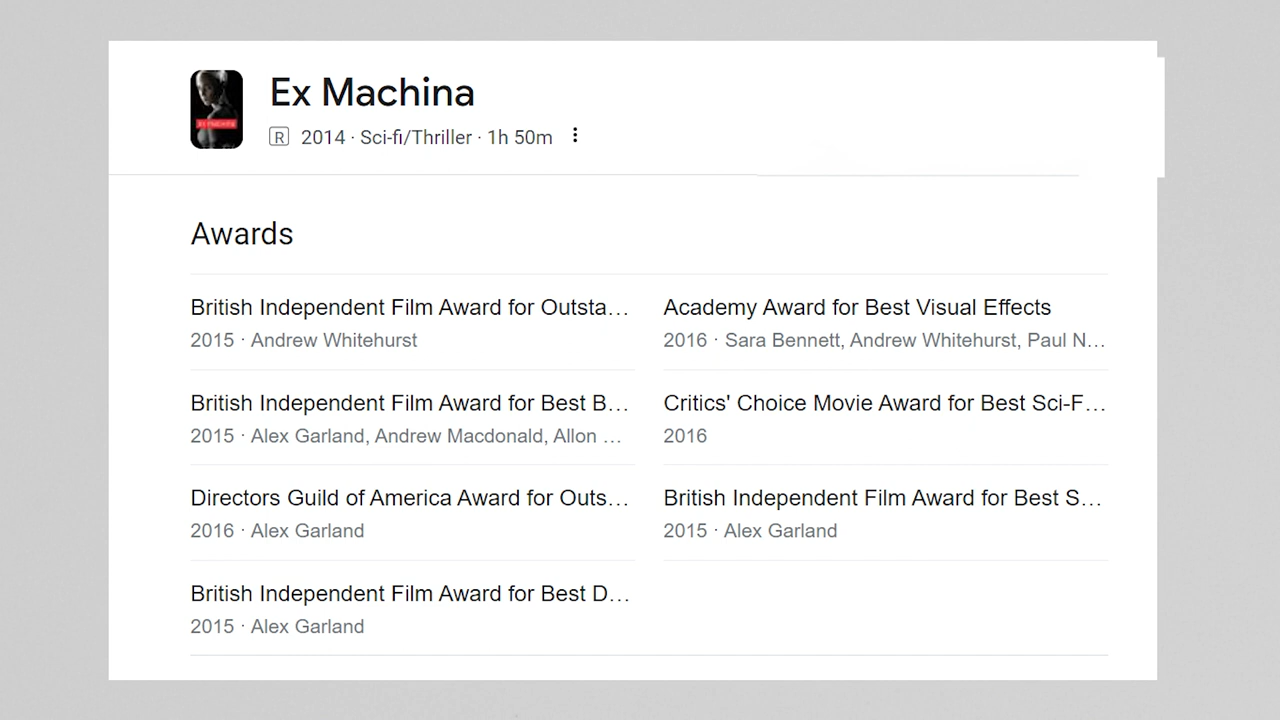 Ex Machina
R 2014 · Sci-fi/Thriller · 1h 50m
Awards
British Independent Film Award for Outsta...
2015 · Andrew Whitehurst
Academy Award for Best Visual Effects
2016 · Sara Bennett, Andrew Whitehurst, Paul N...
British Independent Film Award for Best B...
2015 · Alex Garland, Andrew Macdonald, Allon ...
Critics' Choice Movie Award for Best Sci-F...
2016
Directors Guild of America Award for Outs...
2016 · Alex Garland
British Independent Film Award for Best S...
2015 · Alex Garland
British Independent Film Award for Best D...
2015 · Alex Garland